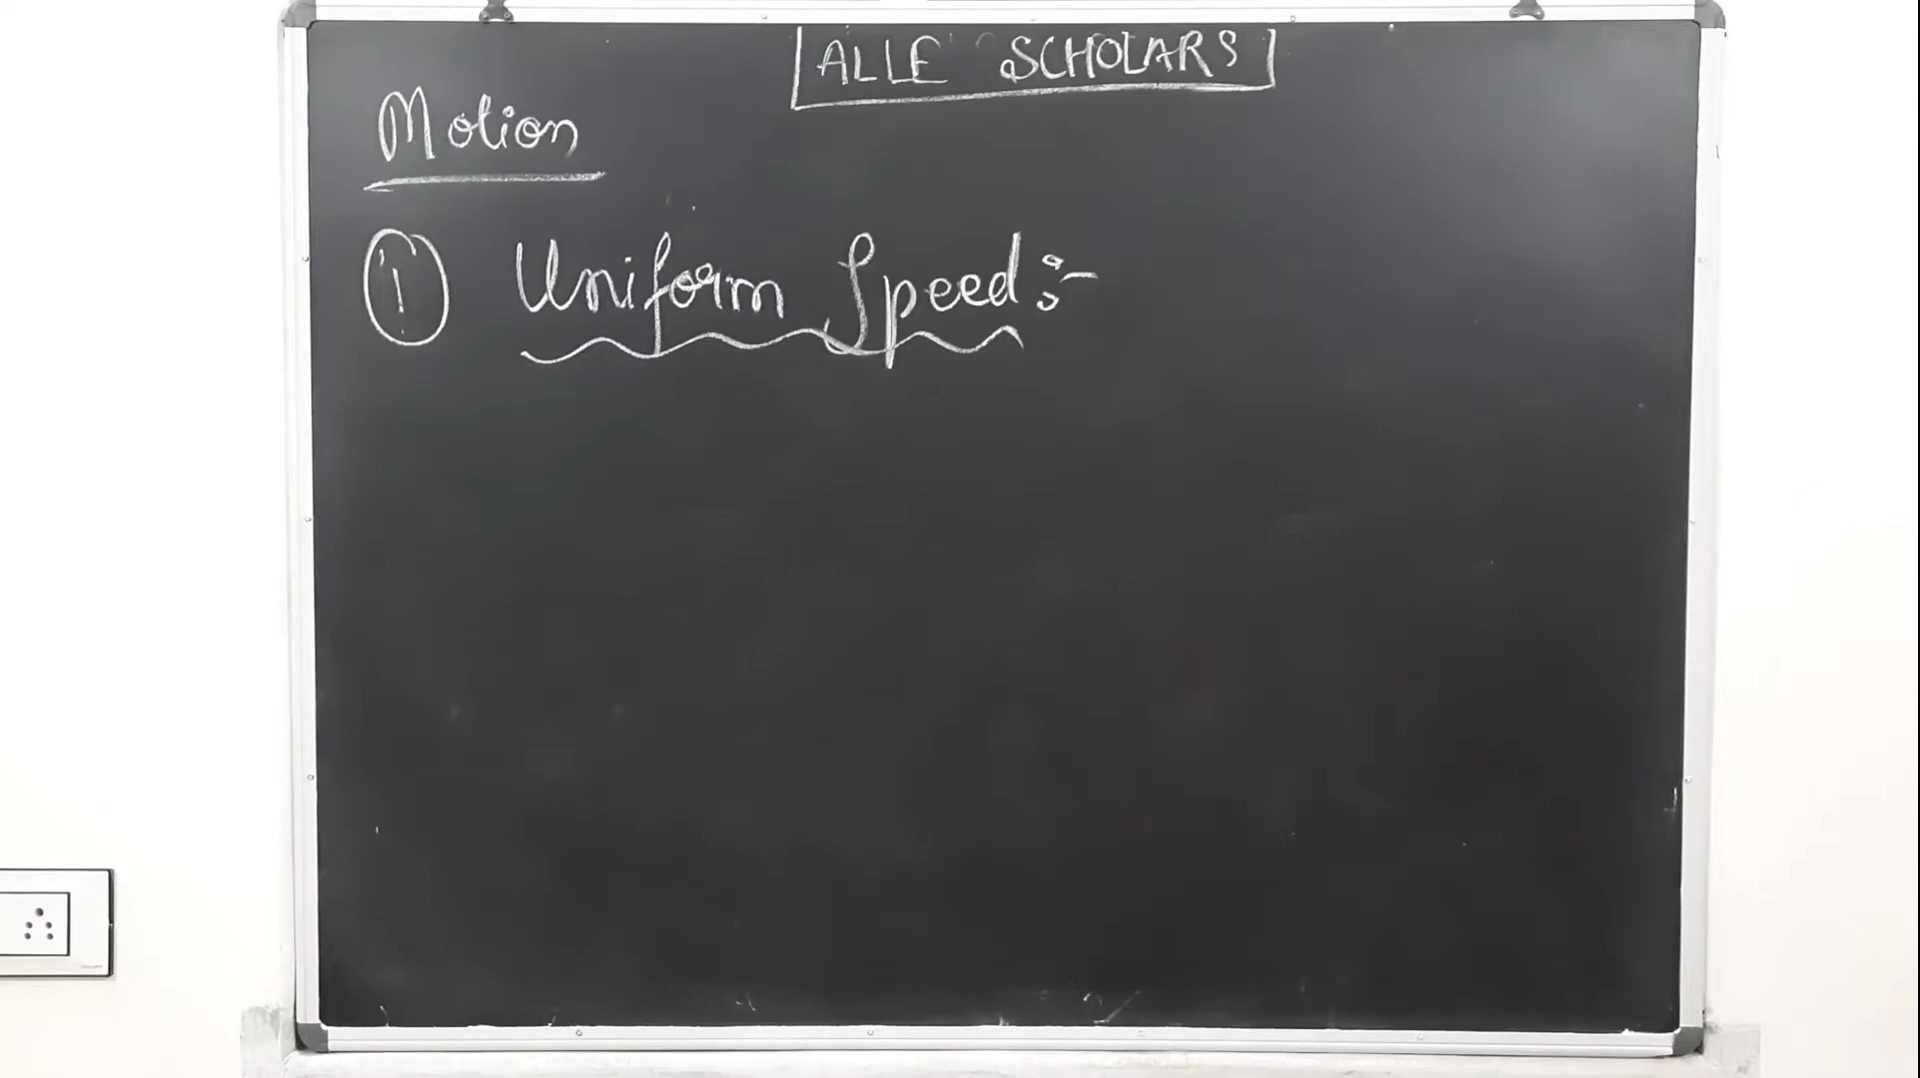 ALLE SCHOLARS
Motion
① Uniform Speed :-